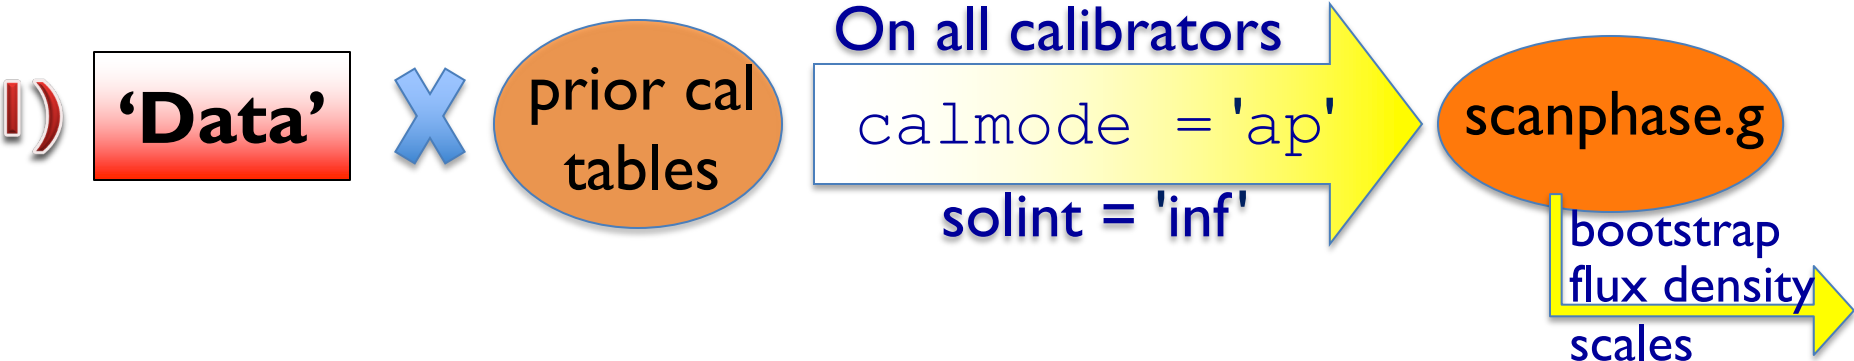 1)
‘Data’
prior cal
tables
On all calibrators
calmode = 'ap'
solint = 'inf'
scanphase.g
bootstrap
flux density
scales